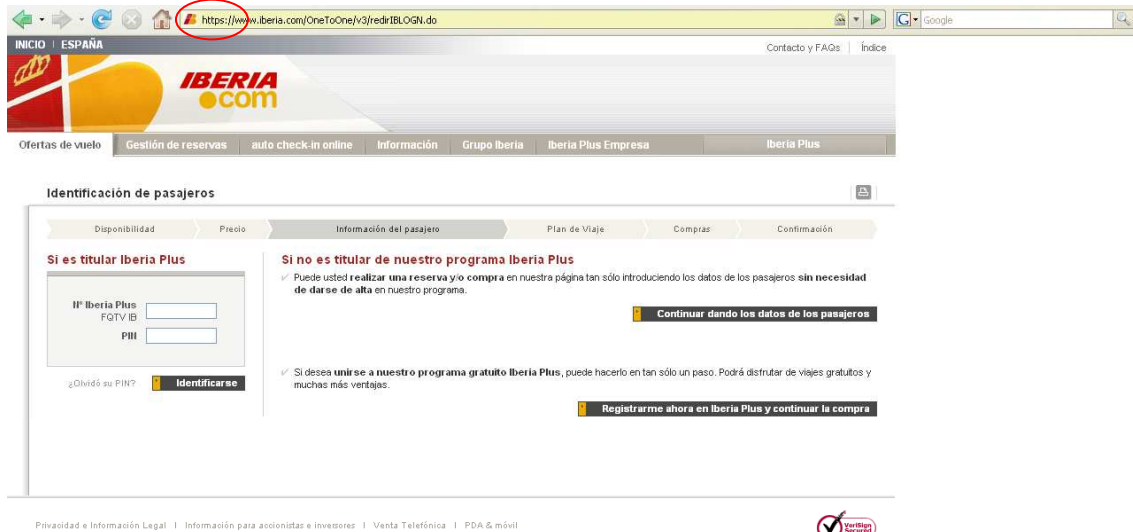 https://www.iberia.com/OneToOne/v3/redirIBLOGN.do
G Google
INICIO | ESPAÑA
Contacto y FAQs | Índice
IBERIA
.com
Ofertas de vuelo
Gestión de reservas
auto check-in online
Información
Grupo Iberia
Iberia Plus Empresa
Iberia Plus
Identificación de pasajeros
Disponibilidad
Precio
Información del pasajero
Plan de Viaje
Compras
Confirmación
Si es titular Iberia Plus
Nº Iberia Plus
FQTV IB
PIN
¿Olvidó su PIN?
Identificarse
Si no es titular de nuestro programa Iberia Plus
Puede usted realizar una reserva y/o compra en nuestra página tan sólo introduciendo los datos de los pasajeros sin necesidad
de darse de alta en nuestro programa.
Continuar dando los datos de los pasajeros
Si desea unirse a nuestro programa gratuito Iberia Plus, puede hacerlo en tan sólo un paso. Podrá disfrutar de viajes gratuitos y
muchas más ventajas.
Registrarme ahora en Iberia Plus y continuar la compra
Privacidad e Información Legal | Información para accionistas e inversores | Venta Telefónica | PDA & móvil
VeriSign
Secured